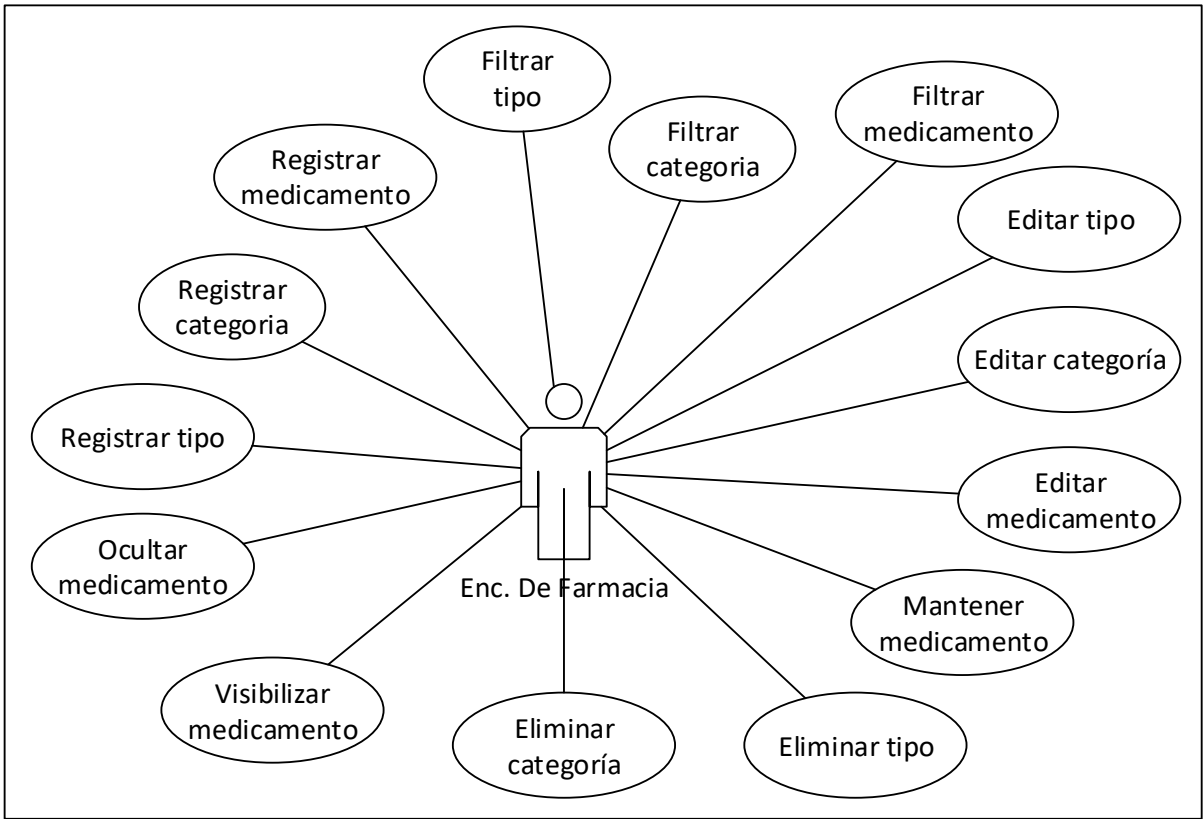 Filtrar
tipo
Filtrar
categoria
Filtrar
medicamento
Registrar
medicamento
Editar tipo
Registrar
categoria
Editar categoría
Registrar tipo
Editar
medicamento
Ocultar
medicamento
Enc. De Farmacia
Mantener
medicamento
Visibilizar
medicamento
Eliminar
categoría
Eliminar tipo